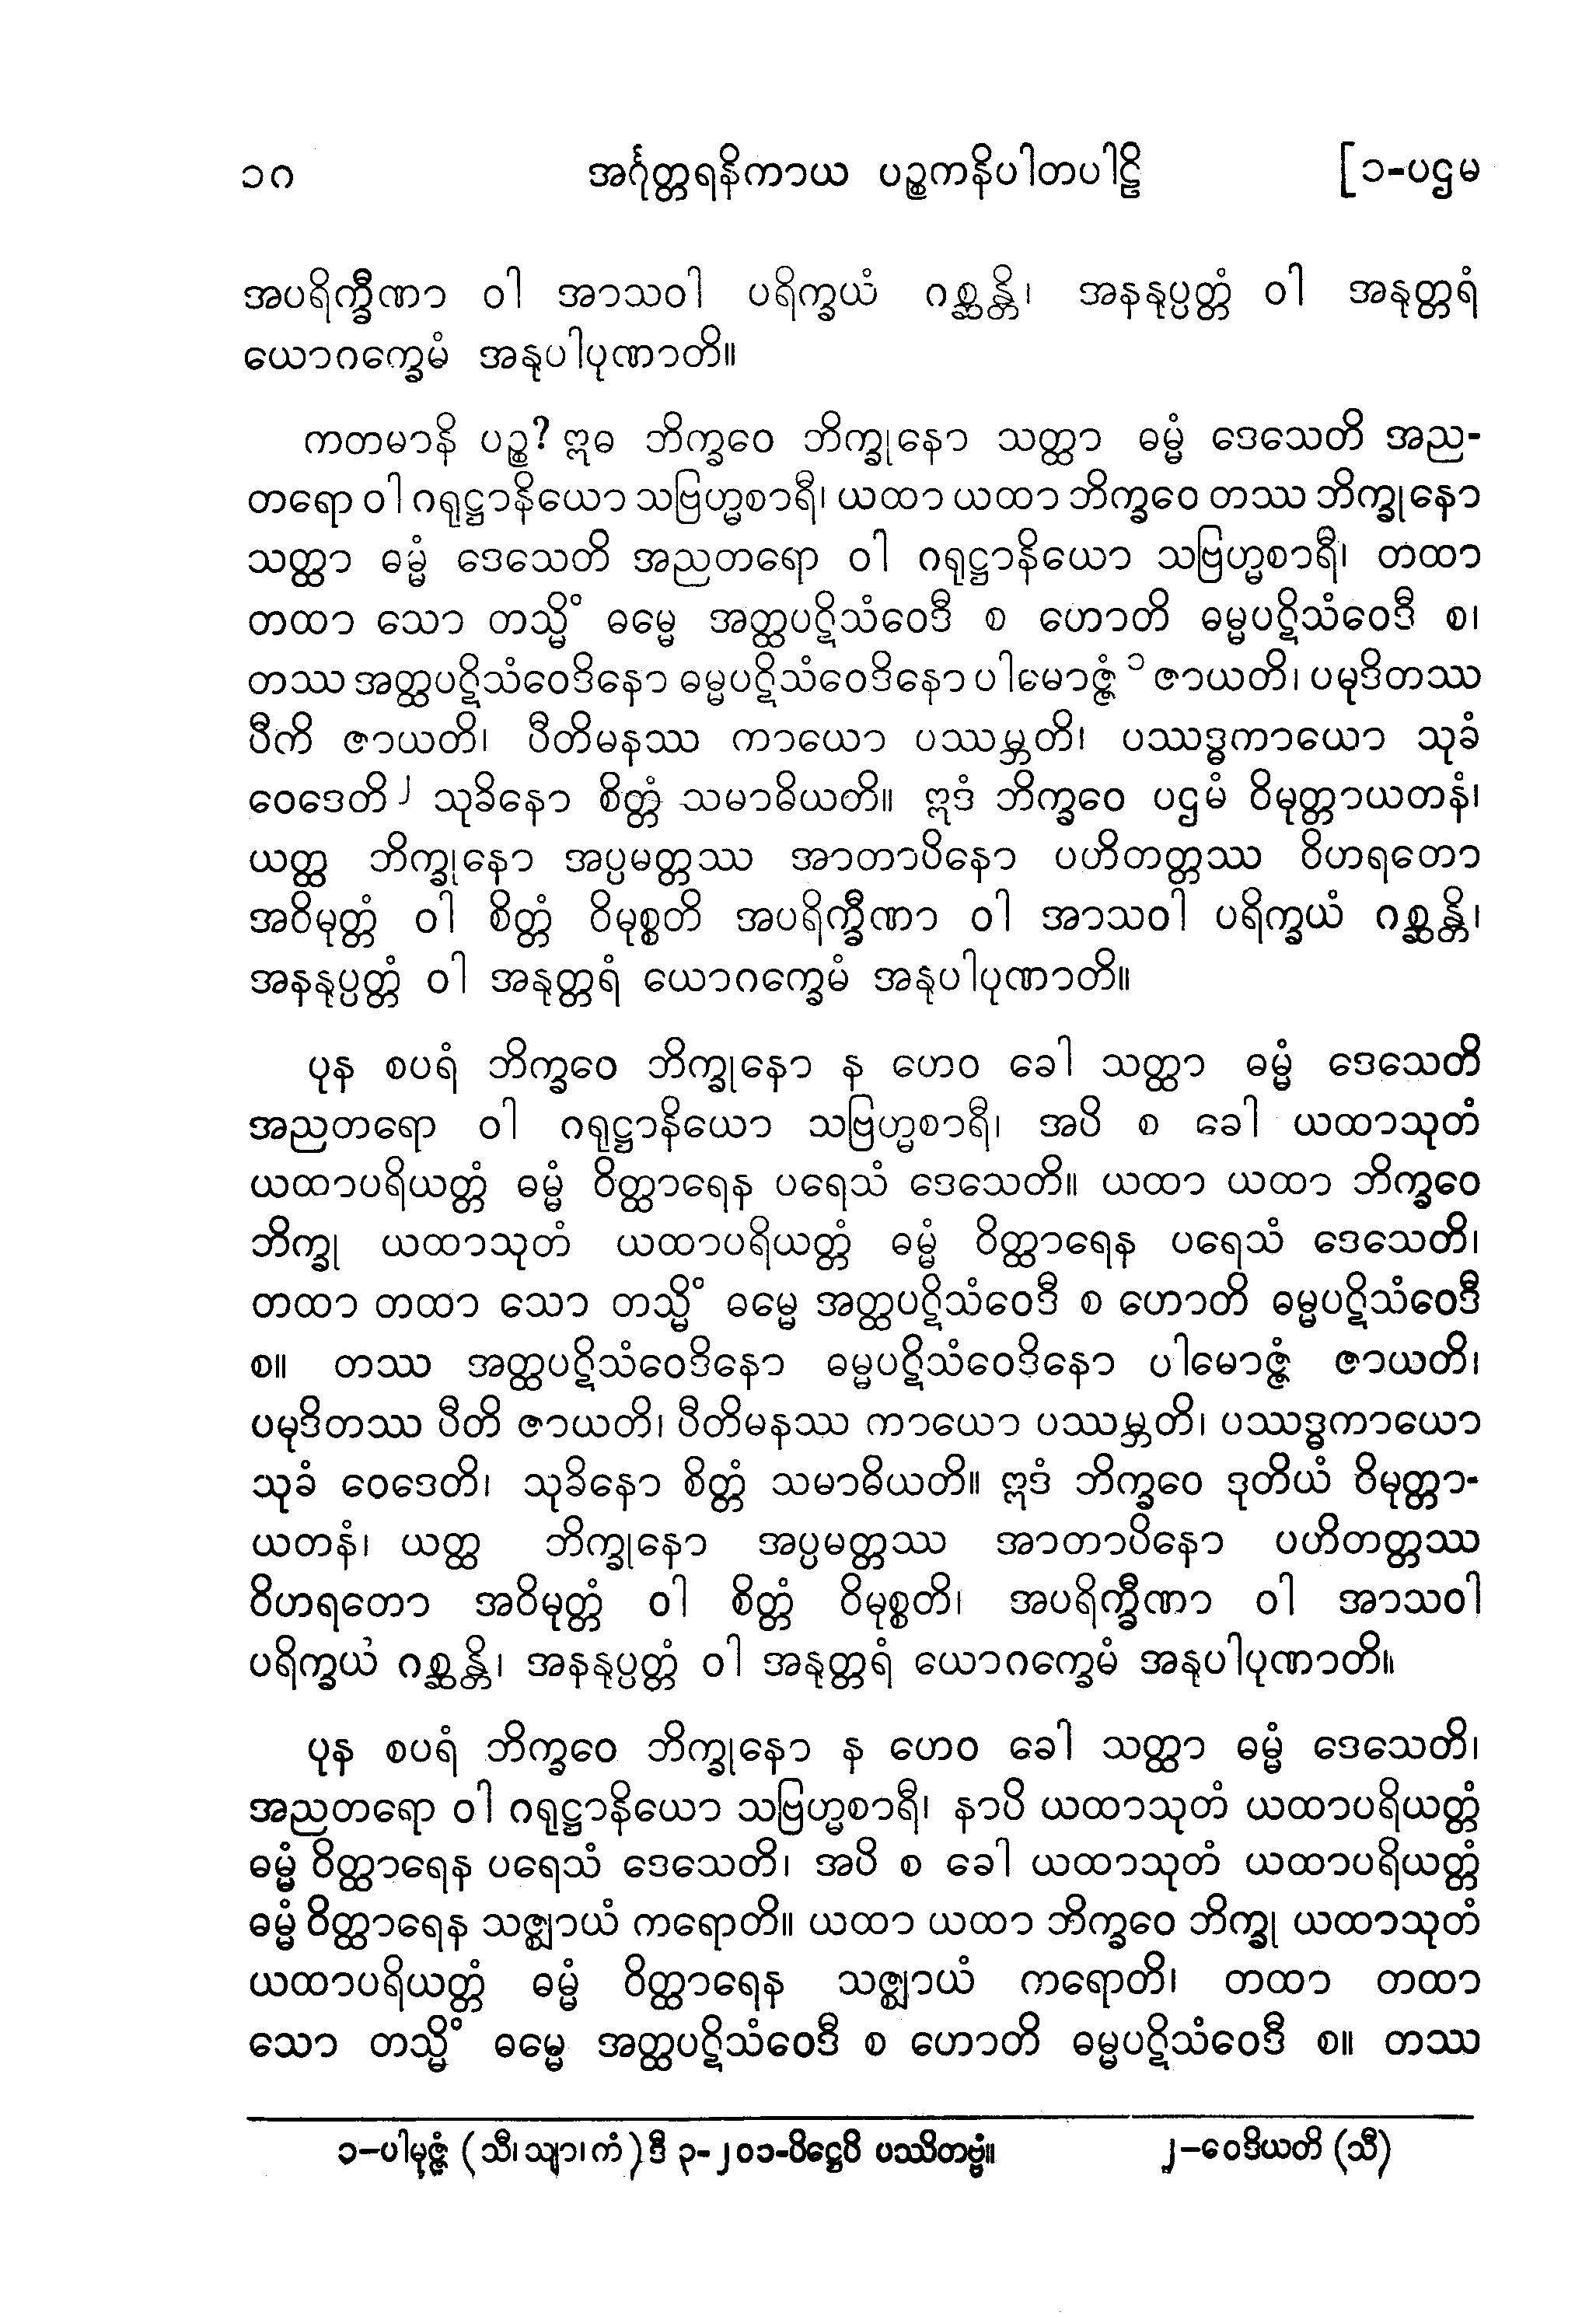 ၁၈ အင်္ဂုတ္တရနိကာယ ပဉ္စကနိပါတပါဠိ [၁-ပဌမ
အပရိက္ခီဏာ ဝါ အာသဝါ ပရိက္ခယံ ဂစ္ဆန္တိ၊ အနနုပ္ပတ္တံ ဝါ အနုတ္တရံ
ယောဂက္ခေမံ အနုပါပုဏာတိ။
ကတမာနိ ပဉ္စ? ဣဓ ဘိက္ခဝေ ဘိက္ခုနော သတ္ထာ ဓမ္မံ ဒေသေတိ အည-
တရော ဝါ ဂရုဋ္ဌာနိယော သဗြဟ္မစာရီ၊ ယထာ ယထာ ဘိက္ခဝေ တဿ ဘိက္ခုနော
သတ္ထာ ဓမ္မံ ဒေသေတိ အညတရော ဝါ ဂရုဋ္ဌာနိယော သဗြဟ္မစာရီ၊ တထာ
တထာ သော တသ္မိံ ဓမ္မေ အတ္ထပဋိသံဝေဒီ စ ဟောတိ ဓမ္မပဋိသံဝေဒီ စ၊
တဿ အတ္ထပဋိသံဝေဒိနော ဓမ္မပဋိသံဝေဒိနော ပါမောဇ္ဇံ ၁ ဇာယတိ၊ ပမုဒိတဿ
ပီကိ ဇာယတိ၊ ပီတိမနဿ ကာယော ပဿမ္ဘတိ၊ ပဿဒ္ဓကာယော သုခံ
ဝေဒေတိ ၂ သုခိနော စိတ္တံ သမာဓိယတိ။ ဣဒံ ဘိက္ခဝေ ပဌမံ ဝိမုတ္တာယတနံ၊
ယတ္ထ ဘိက္ခုနော အပ္ပမတ္တဿ အာတာပိနော ပဟိတတ္တဿ ဝိဟရတော
အဝိမုတ္တံ ဝါ စိတ္တံ ဝိမုစ္စတိ အပရိက္ခီဏာ ဝါ အာသဝါ ပရိက္ခယံ ဂစ္ဆန္တိ၊
အနနုပ္ပတ္တံ ဝါ အနုတ္တရံ ယောဂက္ခေမံ အနုပါပုဏာတိ။
ပုန စပရံ ဘိက္ခဝေ ဘိက္ခုနော န ဟေဝ ခေါ သတ္ထာ ဓမ္မံ ဒေသေတိ
အညတရော ဝါ ဂရုဋ္ဌာနိယော သဗြဟ္မစာရီ၊ အပိ စ ခေါ ယထာသုတံ
ယထာပရိယတ္တံ ဓမ္မံ ဝိတ္ထာရေန ပရေသံ ဒေသေတိ။ ယထာ ယထာ ဘိက္ခဝေ
ဘိက္ခု ယထာသုတံ ယထာပရိယတ္တံ ဓမ္မံ ဝိတ္ထာရေန ပရေသံ ဒေသေတိ၊
တထာ တထာ သော တသ္မိံ ဓမ္မေ အတ္ထပဋိသံဝေဒီ စ ဟောတိ ဓမ္မပဋိသံဝေဒီ
စ။ တဿ အတ္ထပဋိသံဝေဒိနော ဓမ္မပဋိသံဝေဒိနော ပါမောဇ္ဇံ ဇာယတိ၊
ပမုဒိတဿ ပီတိ ဇာယတိ၊ ပီတိမနဿ ကာယော ပဿမ္ဘတိ၊ ပဿဒ္ဓကာယော
သုခံ ဝေဒေတိ၊ သုခိနော စိတ္တံ သမာဓိယတိ။ ဣဒံ ဘိက္ခဝေ ဒုတိယံ ဝိမုတ္တာ-
ယတနံ၊ ယတ္ထ ဘိက္ခုနော အပ္ပမတ္တဿ အာတာပိနော ပဟိတတ္တဿ
ဝိဟရတော အဝိမုတ္တံ ဝါ စိတ္တံ ဝိမုစ္စတိ၊ အပရိက္ခီဏာ ဝါ အာသဝါ
ပရိက္ခယံ ဂစ္ဆန္တိ၊ အနနုပ္ပတ္တံ ဝါ အနုတ္တရံ ယောဂက္ခေမံ အနုပါပုဏာတိ။
ပုန စပရံ ဘိက္ခဝေ ဘိက္ခုနော န ဟေဝ ခေါ သတ္ထာ ဓမ္မံ ဒေသေတိ၊
အညတရော ဝါ ဂရုဋ္ဌာနိယော သဗြဟ္မစာရီ၊ နာပိ ယထာသုတံ ယထာပရိယတ္တံ
ဓမ္မံ ဝိတ္ထာရေန ပရေသံ ဒေသေတိ၊ အပိ စ ခေါ ယထာသုတံ ယထာပရိယတ္တံ
ဓမ္မံ ဝိတ္ထာရေန သဇ္ဈာယံ ကရောတိ။ ယထာ ယထာ ဘိက္ခဝေ ဘိက္ခု ယထာသုတံ
ယထာပရိယတ္တံ ဓမ္မံ ဝိတ္ထာရေန သဇ္ဈာယံ ကရောတိ၊ တထာ တထာ
သော တသ္မိံ ဓမ္မေ အတ္ထပဋိသံဝေဒီ စ ဟောတိ ဓမ္မပဋိသံဝေဒီ စ။ တဿ
၁–ပါမုဇ္ဇံ (သီ၊ သျာ၊ ကံ) ဒီ ၃-၂၀၁-ပိဋ္ဌေပိ ပဿိတဗ္ဗံ။ ၂–ဝေဒိယတိ (သီ)